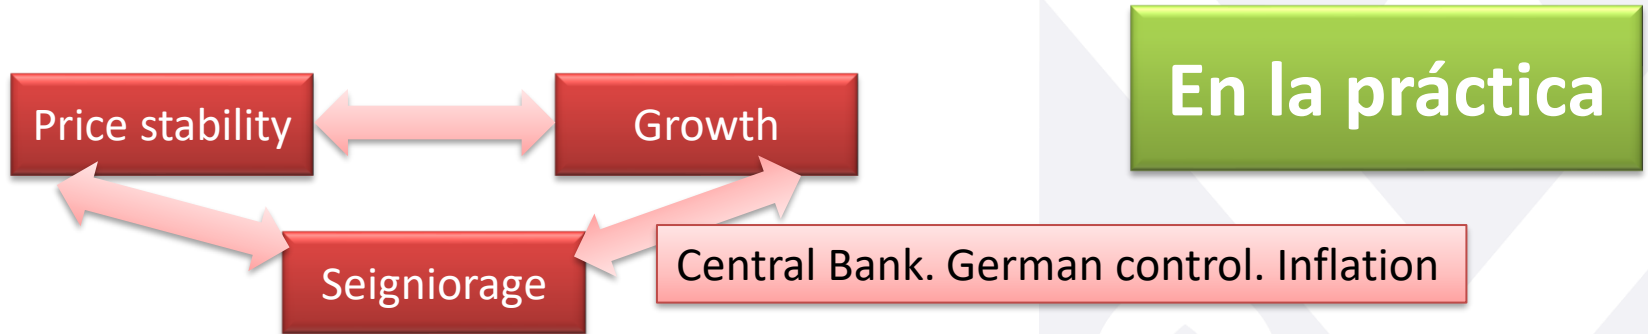 En la práctica
Price stability
Growth
Seigniorage
Central Bank. German control. Inflation